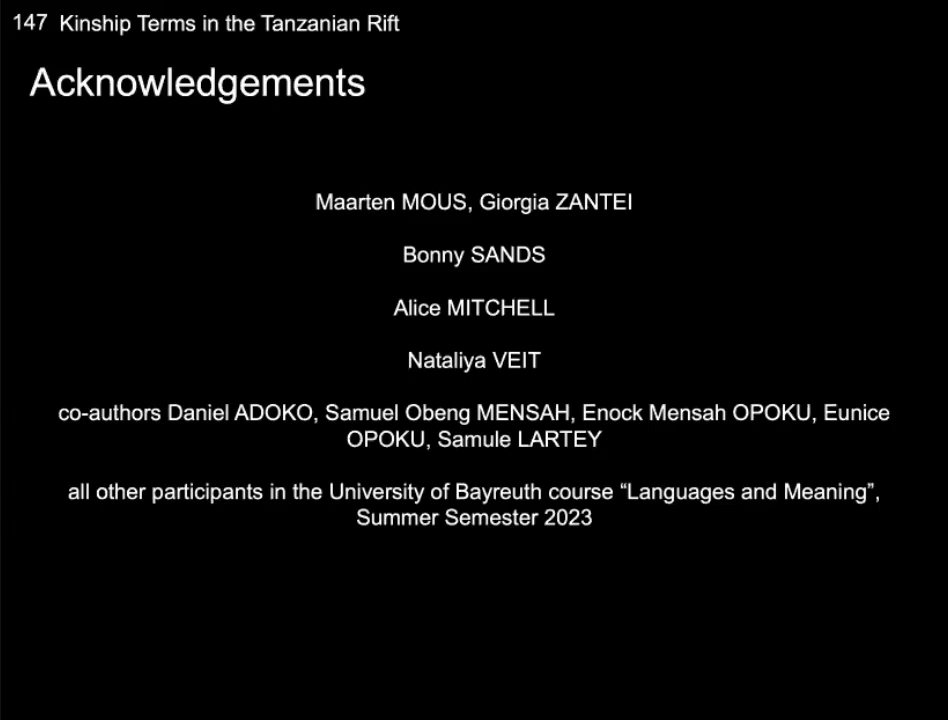 147 Kinship Terms in the Tanzanian Rift
Acknowledgements
Maarten MOUS, Giorgia ZANTEI
Bonny SANDS
Alice MITCHELL
Nataliya VEIT
co-authors Daniel ADOKO, Samuel Obeng MENSAH, Enock Mensah OPOKU, Eunice
OPOKU, Samule LARTEY
all other participants in the University of Bayreuth course “Languages and Meaning”,
Summer Semester 2023